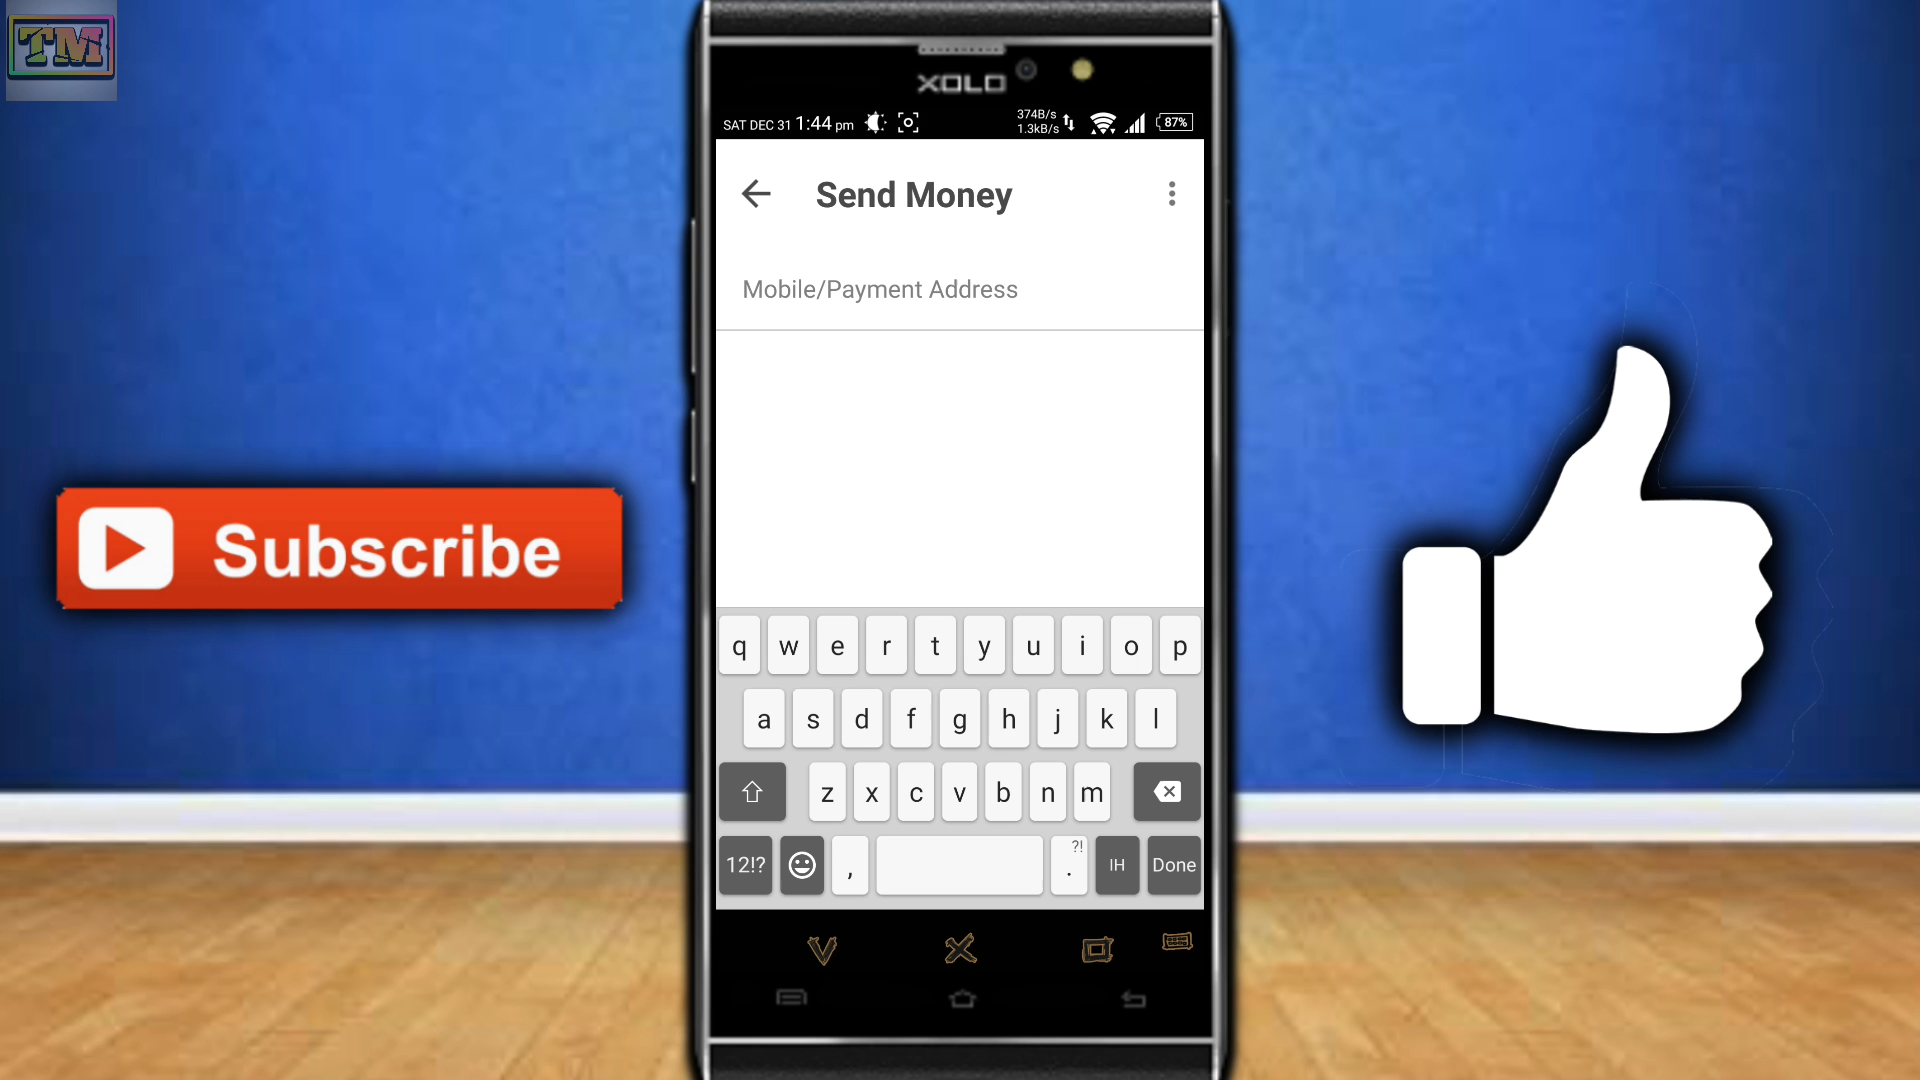 TM
XOLO
SAT DEC 31 1:44 pm
374B/s
1.3kB/s
87%
Send Money
Mobile/Payment Address
Subscribe
q w e r t y u i o p
a s d f g h j k l
z x c v b n m
12!? , ?! . IH Done